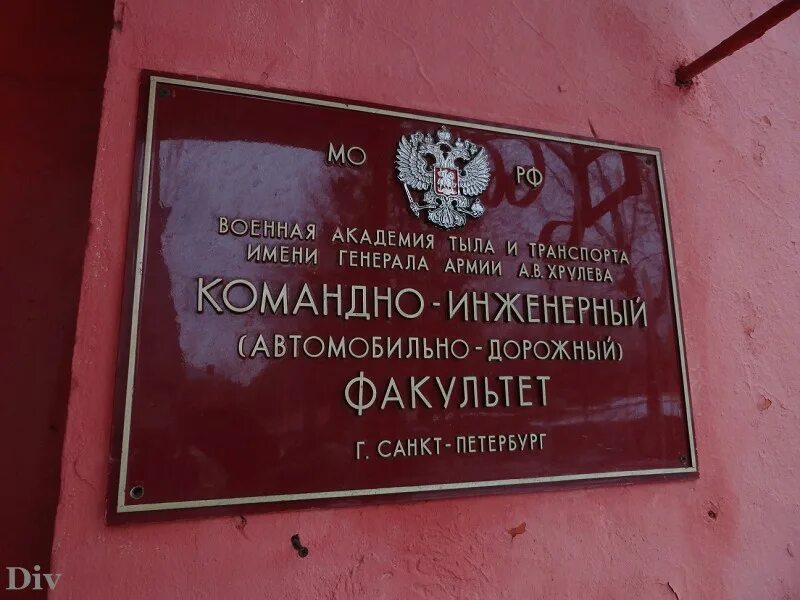 МО РФ
ВОЕННАЯ АКАДЕМИЯ ТЫЛА И ТРАНСПОРТА
ИМЕНИ ГЕНЕРАЛА АРМИИ А.В. ХРУЛЕВА
КОМАНДНО-ИНЖЕНЕРНЫЙ
(АВТОМОБИЛЬНО-ДОРОЖНЫЙ)
ФАКУЛЬТЕТ
Г. САНКТ-ПЕТЕРБУРГ
Div